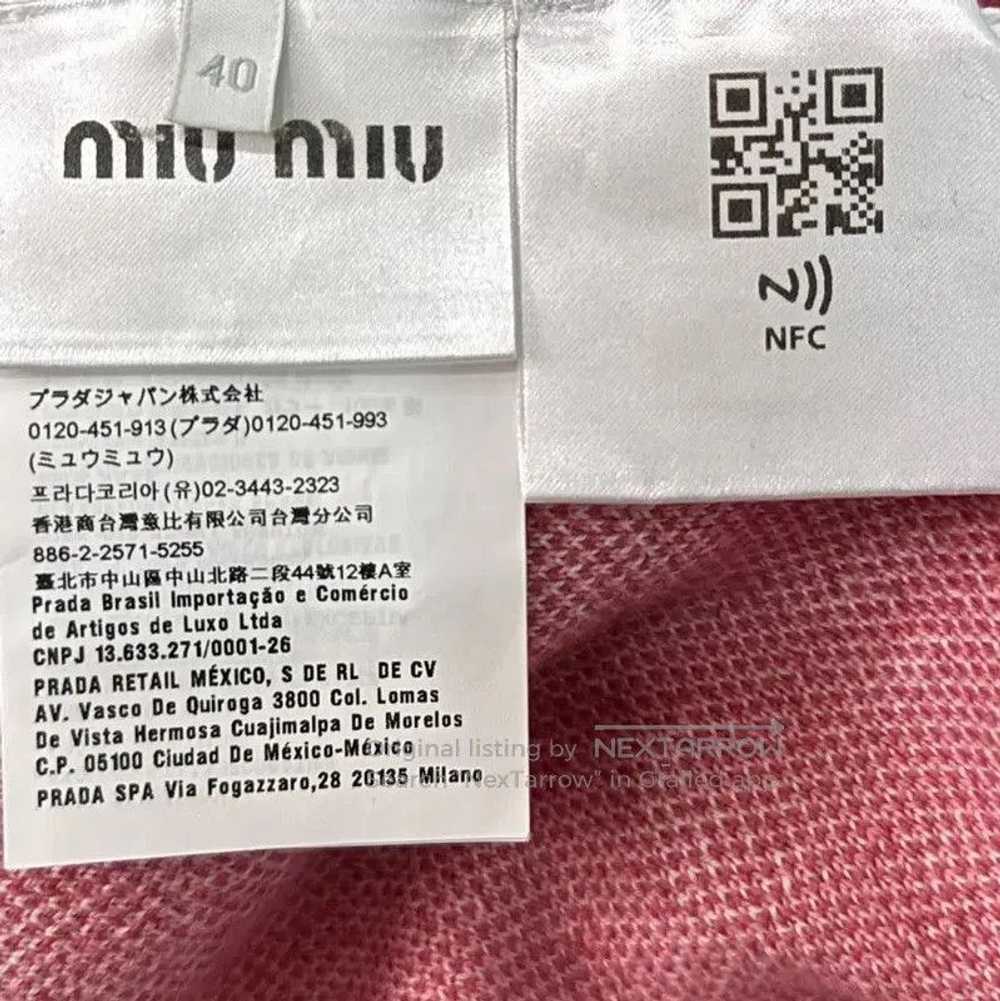 40
miu miu
NFC
プラダジャパン株式会社
0120-451-913(プラダ)0120-451-993
(ミュウミュウ)
프라다코리아(유)02-3443-2323
香港商台灣意比有限公司台灣分公司
886-2-2571-5255
臺北市中山區中山北路二段44號12樓A室
Prada Brasil Importação e Comércio
de Artigos de Luxo Ltda
CNPJ 13.633.271/0001-26
PRADA RETAIL MÉXICO, S DE RL DE CV
AV. Vasco De Quiroga 3800 Col. Lomas
De Vista Hermosa Cuajimalpa De Morelos
C.P. 05100 Ciudad De México-México
PRADA SPA Via Fogazzaro,28 20135 Milano
Original listing by NEXTARROW
Search "NexTarrow" in Grailed app